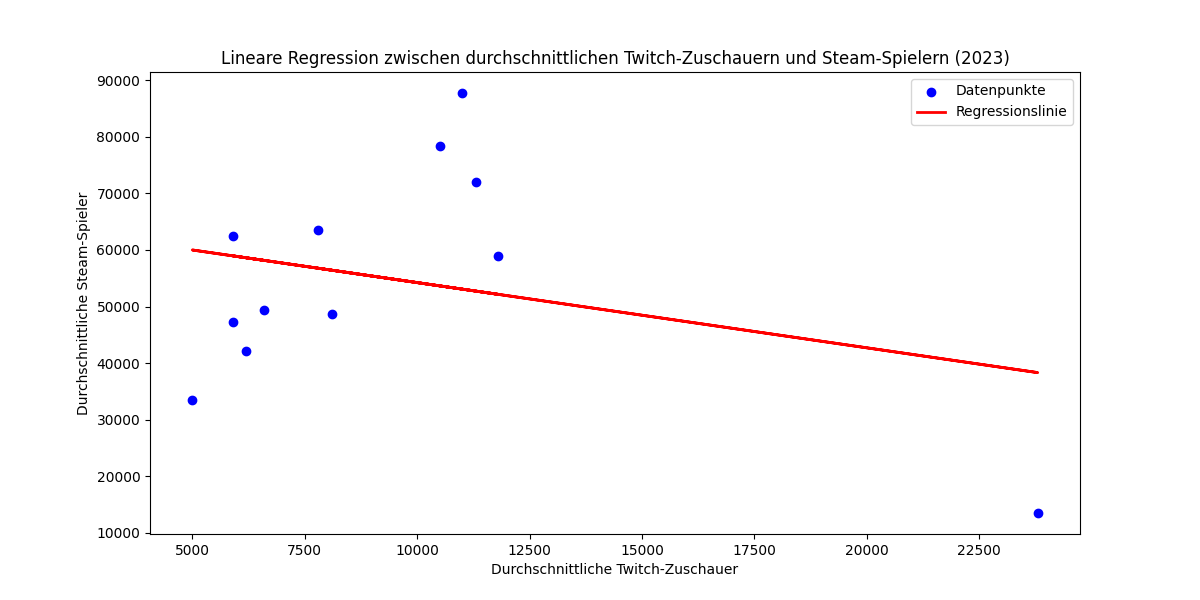 Lineare Regression zwischen durchschnittlichen Twitch-Zuschauern und Steam-Spielern (2023)
Datenpunkte
Regressionslinie
Durchschnittliche Steam-Spieler
90000
80000
70000
60000
50000
40000
30000
20000
10000
5000 7500 10000 12500 15000 17500 20000 22500
Durchschnittliche Twitch-Zuschauer